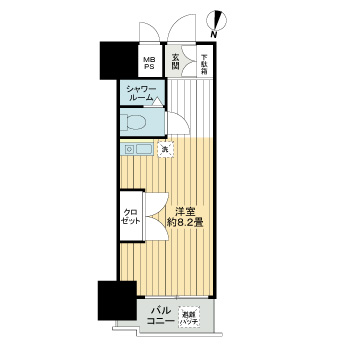 N
MB
PS
玄関
下駄箱
シャワー
ルーム
洗
クロ
ゼット
洋室
約8.2畳
バル
コニー
避難
ハッチ